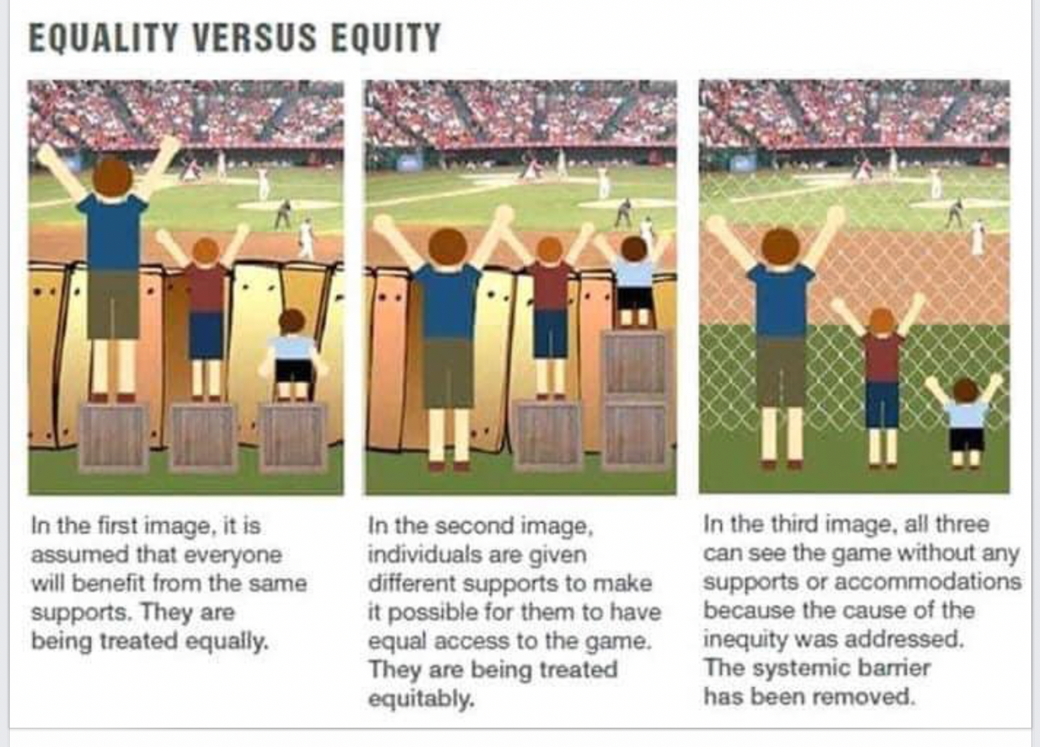 EQUALITY VERSUS EQUITY
In the first image, it is
assumed that everyone
will benefit from the same
supports. They are
being treated equally.
In the second image,
individuals are given
different supports to make
it possible for them to have
equal access to the game.
They are being treated
equitably.
In the third image, all three
can see the game without any
supports or accommodations
because the cause of the
inequity was addressed.
The systemic barrier
has been removed.